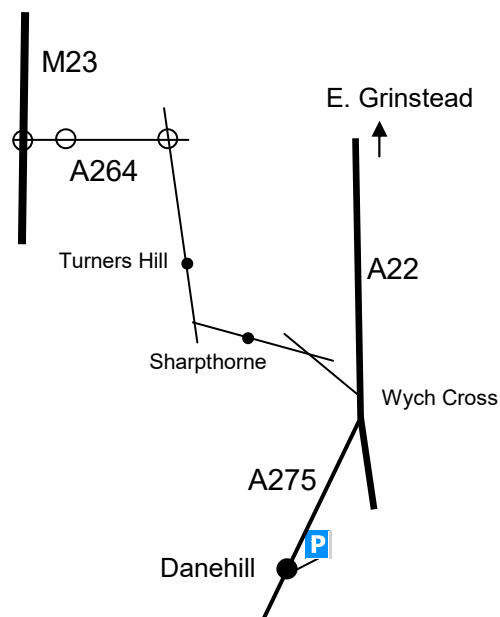 M23
E. Grinstead
A264
Turners Hill
A22
Sharpthorne
Wych Cross
A275
P
Danehill